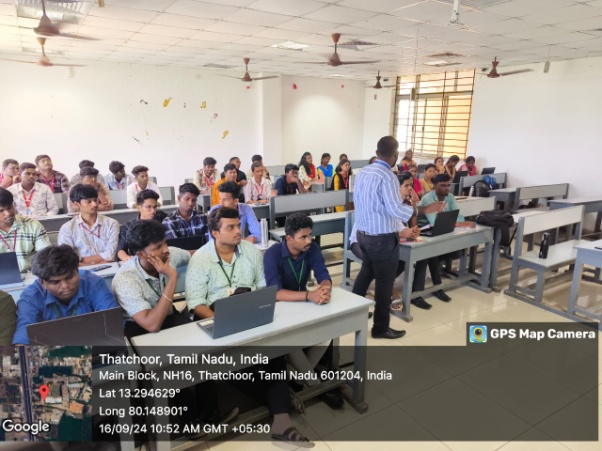 GPS Map Camera
Thatchoor, Tamil Nadu, India
Main Block, NH16, Thatchoor, Tamil Nadu 601204, India
Lat 13.294629°
Long 80.148901°
16/09/24 10:52 AM GMT +05:30
Google